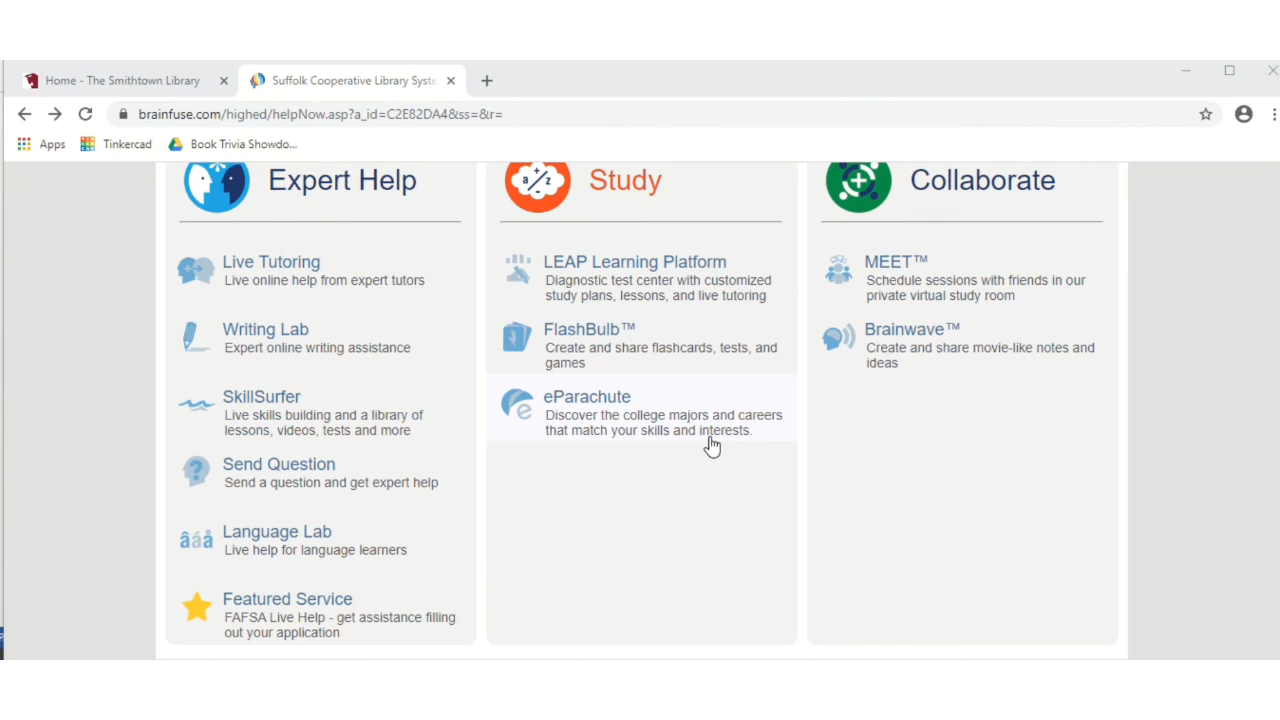 Home - The Smithtown Library
Suffolk Cooperative Library Syste
brainfuse.com/highed/helpNow.asp?a_id=C2E82DA4&ss=&r=
Apps
Tinkercad
Book Trivia Showdo...
Expert Help
Live Tutoring
Live online help from expert tutors
Writing Lab
Expert online writing assistance
SkillSurfer
Live skills building and a library of
lessons, videos, tests and more
Send Question
Send a question and get expert help
Language Lab
Live help for language learners
Featured Service
FAFSA Live Help - get assistance filling
out your application
a/z
Study
LEAP Learning Platform
Diagnostic test center with customized
study plans, lessons, and live tutoring
FlashBulb™
Create and share flashcards, tests, and
games
eParachute
Discover the college majors and careers
that match your skills and interests.
Collaborate
MEET™
Schedule sessions with friends in our
private virtual study room
Brainwave™
Create and share movie-like notes and
ideas